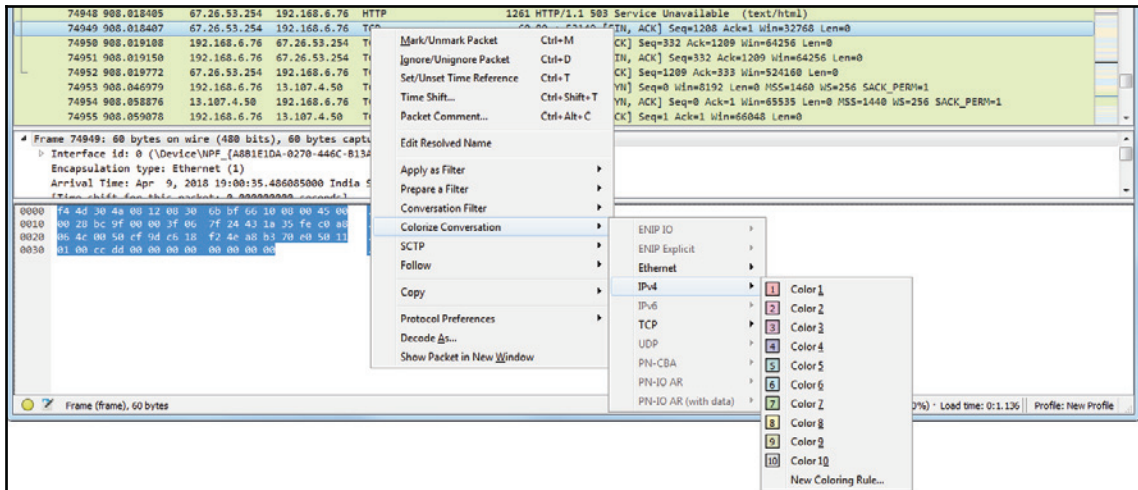 74948 908.018405 67.26.53.254 192.168.6.76 HTTP 1261 HTTP/1.1 503 Service Unavailable (text/html)
74949 908.018407 67.26.53.254 192.168.6.76 IN, ACK] Seq=1208 Ack=1 Win=32768 Len=0
74950 908.019108 192.168.6.76 67.26.53.254 CK] Seq=332 Ack=1209 Win=64256 Len=0
74951 908.019150 192.168.6.76 67.26.53.254 IN, ACK] Seq=332 Ack=1209 Win=64256 Len=0
74952 908.019772 67.26.53.254 192.168.6.76 CK] Seq=1209 Ack=333 Win=524160 Len=0
74953 908.046979 192.168.6.76 13.107.4.50 YN] Seq=0 Win=8192 Len=0 MSS=1460 WS=256 SACK_PERM=1
74954 908.058876 13.107.4.50 192.168.6.76 YN, ACK] Seq=0 Ack=1 Win=65535 Len=0 MSS=1440 WS=256 SACK_PERM=1
74955 908.059078 192.168.6.76 13.107.4.50 CK] Seq=1 Ack=1 Win=66048 Len=0
Mark/Unmark Packet Ctrl+M
Ignore/Unignore Packet Ctrl+D
Set/Unset Time Reference Ctrl+T
Time Shift... Ctrl+Shift+T
Packet Comment... Ctrl+Alt+C
Edit Resolved Name
Apply as Filter
Prepare a Filter
Conversation Filter
Colorize Conversation
SCTP
Follow
Copy
Protocol Preferences
Decode As...
Show Packet in New Window
Frame 74949: 60 bytes on wire (480 bits), 60 bytes captu
Interface id: 0 (\Device\NPF_{A8B1E1DA-0270-446C-B13A
Encapsulation type: Ethernet (1)
Arrival Time: Apr 9, 2018 19:00:35.486085000 India S
[Time shift for this packet: 0.000000000 seconds]
0000 f4 4d 30 4a 08 12 08 30 6b bf 66 10 08 00 45 00
0010 00 28 bc 9f 00 00 3f 06 7f 24 43 1a 35 fe c0 a8
0020 06 4c 00 50 cf 9d c6 18 f2 4e a8 b3 70 e0 50 11
0030 01 00 cc dd 00 00 00 00 00 00 00 00
ENIP IO
ENIP Explicit
Ethernet
IPv4
IPv6
TCP
UDP
PN-CBA
PN-IO AR
PN-IO AR (with data)
1 Color 1
2 Color 2
3 Color 3
4 Color 4
5 Color 5
6 Color 6
7 Color 7
8 Color 8
9 Color 9
10 Color 10
New Coloring Rule...
Frame (frame), 60 bytes
0%) · Load time: 0:1.136 Profile: New Profile